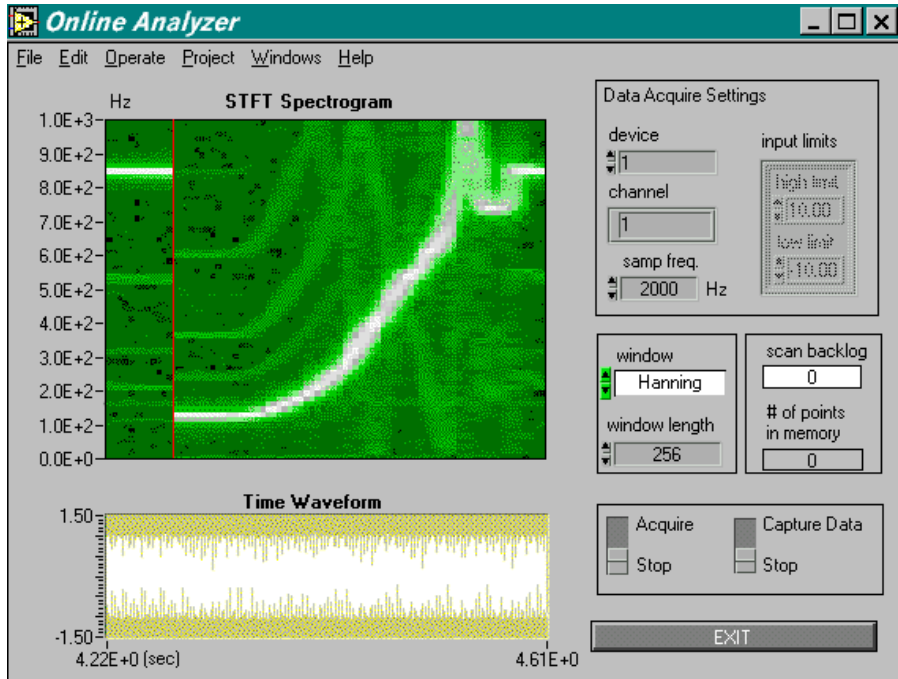 Online Analyzer
File Edit Operate Project Windows Help
Hz
STFT Spectrogram
1.0E+3
9.0E+2
8.0E+2
7.0E+2
6.0E+2
5.0E+2
4.0E+2
3.0E+2
2.0E+2
1.0E+2
0.0E+0
Time Waveform
1.50
-1.50
4.22E+0 (sec)
4.61E+0
Data Acquire Settings
device
1
channel
1
samp freq.
2000 Hz
input limits
high limit
10.00
low limit
-10.00
window
Hanning
window length
256
scan backlog
0
# of points
in memory
0
Acquire
Stop
Capture Data
Stop
EXIT